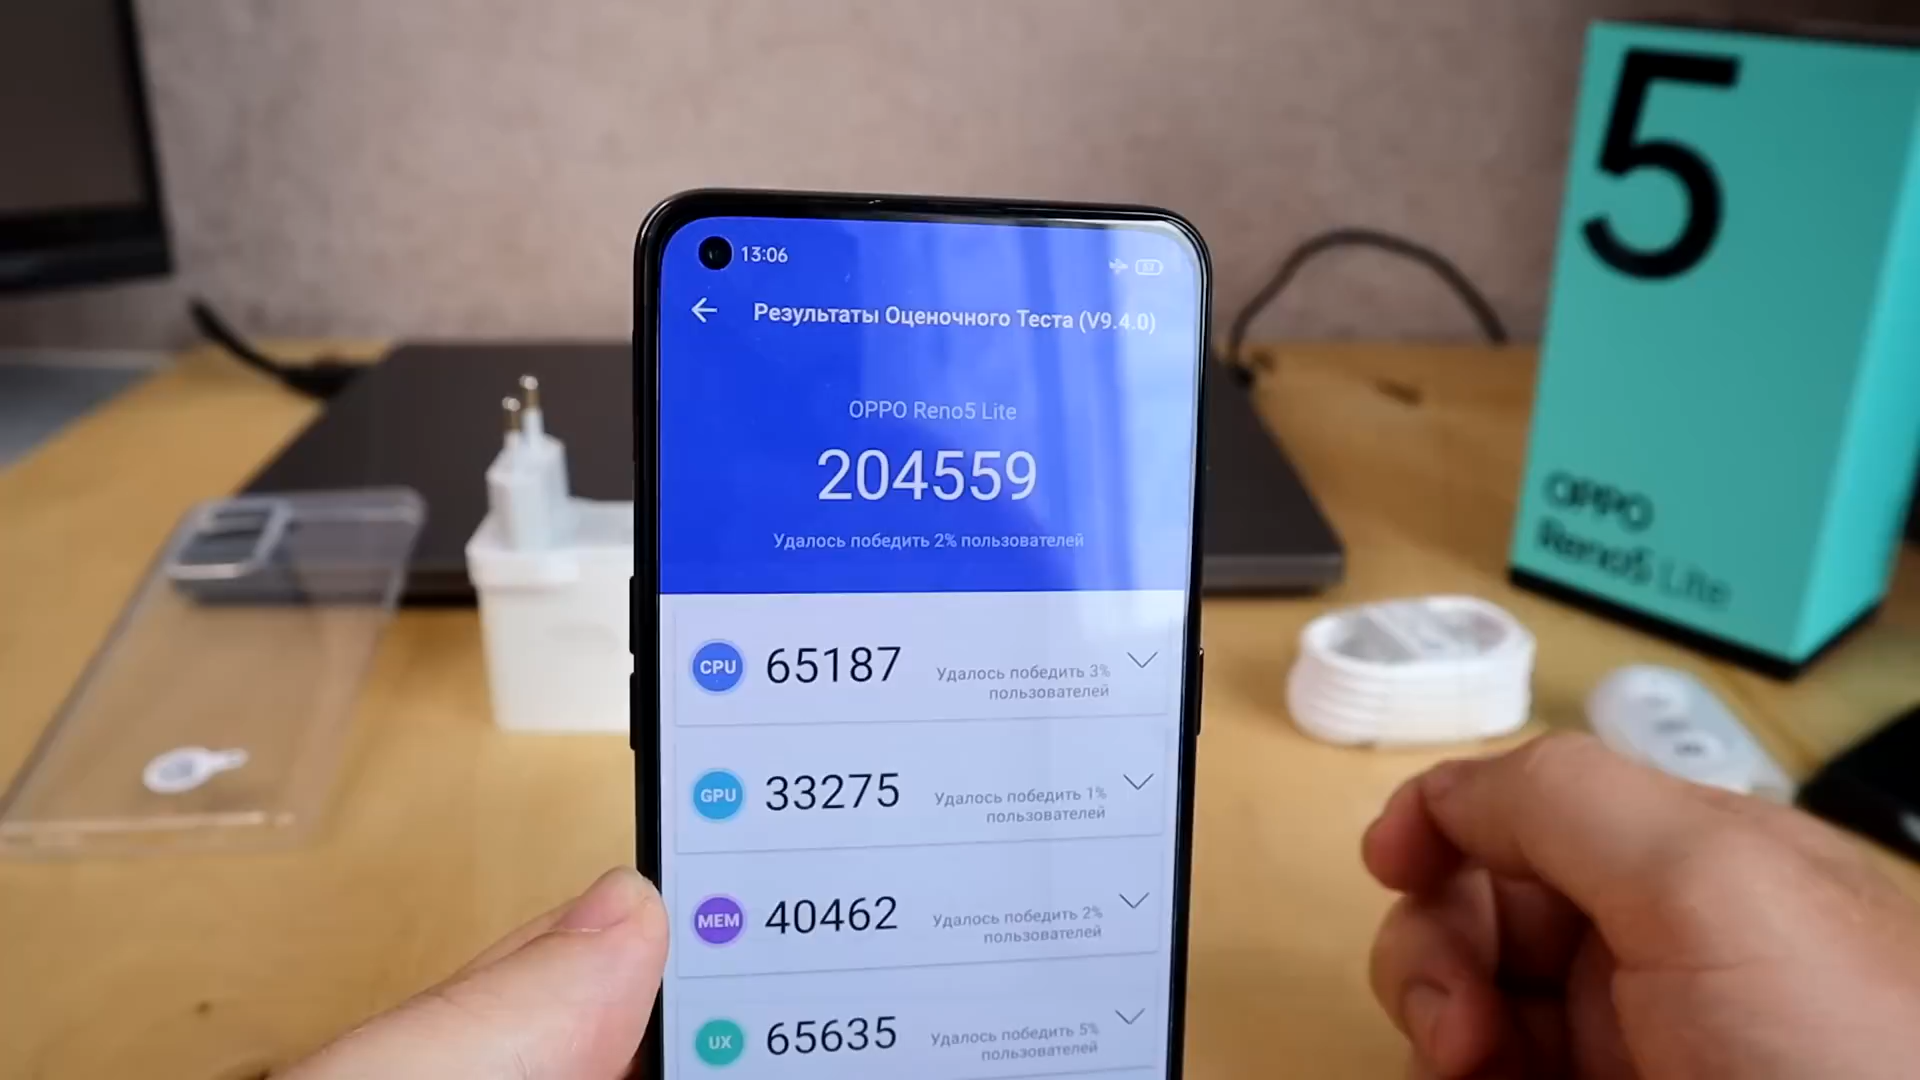 13:06
Результаты Оценочного Теста (V9.4.0)
OPPO Reno5 Lite
204559
Удалось победить 2% пользователей
CPU
65187
Удалось победить 3%
пользователей
GPU
33275
Удалось победить 1%
пользователей
MEM
40462
Удалось победить 2%
пользователей
UX
65635
Удалось победить 5%
пользователей
5
OPPO
Reno5 Lite